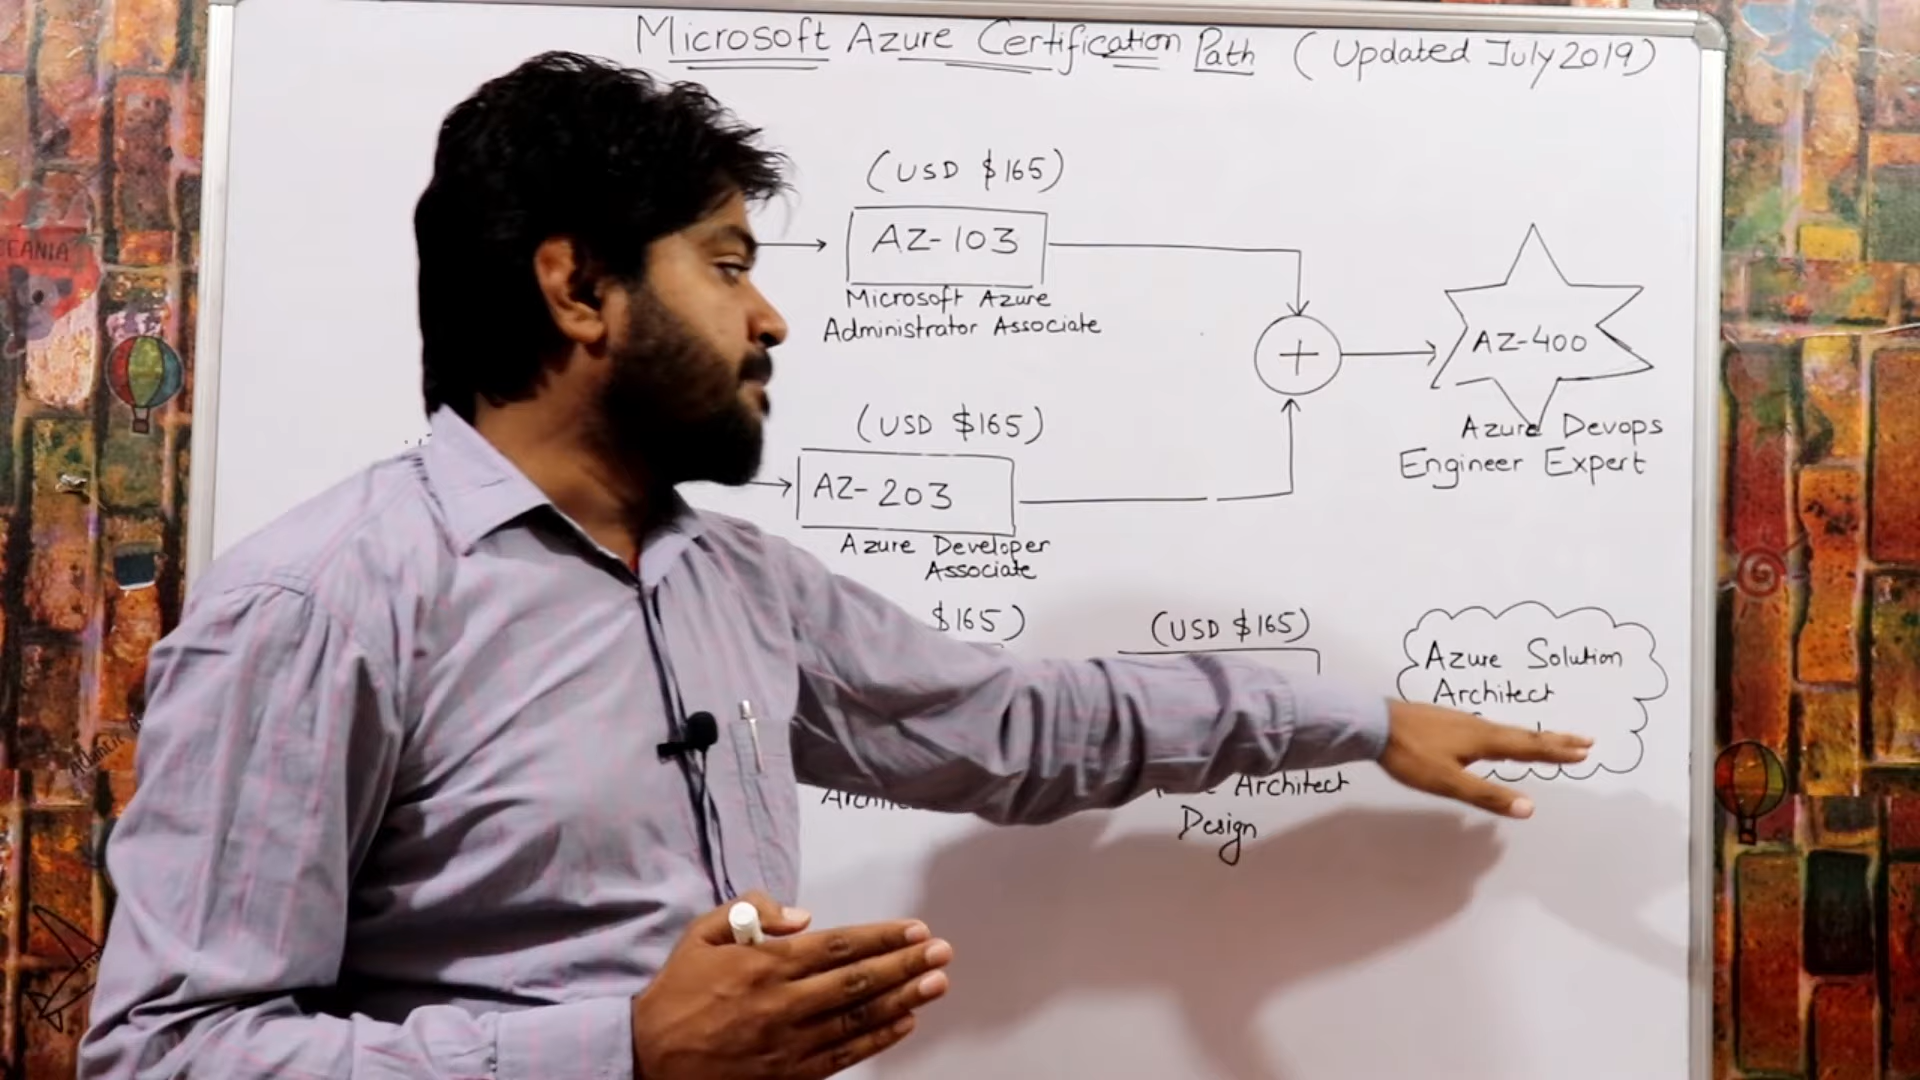 Microsoft Azure Certification Path (Updated July 2019)
(USD $165)
AZ-103
Microsoft Azure
Administrator Associate
AZ-400
Azure Devops
Engineer Expert
(USD $165)
AZ-203
Azure Developer
Associate
$165)
(USD $165)
Architect
Design
Azure Solution
Architect